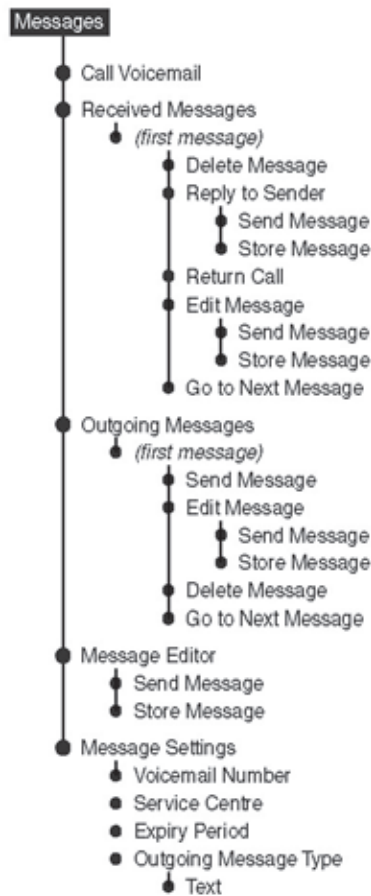 Messages
Call Voicemail
Received Messages
(first message)
Delete Message
Reply to Sender
Send Message
Store Message
Return Call
Edit Message
Send Message
Store Message
Go to Next Message
Outgoing Messages
(first message)
Send Message
Edit Message
Send Message
Store Message
Delete Message
Go to Next Message
Message Editor
Send Message
Store Message
Message Settings
Voicemail Number
Service Centre
Expiry Period
Outgoing Message Type
Text